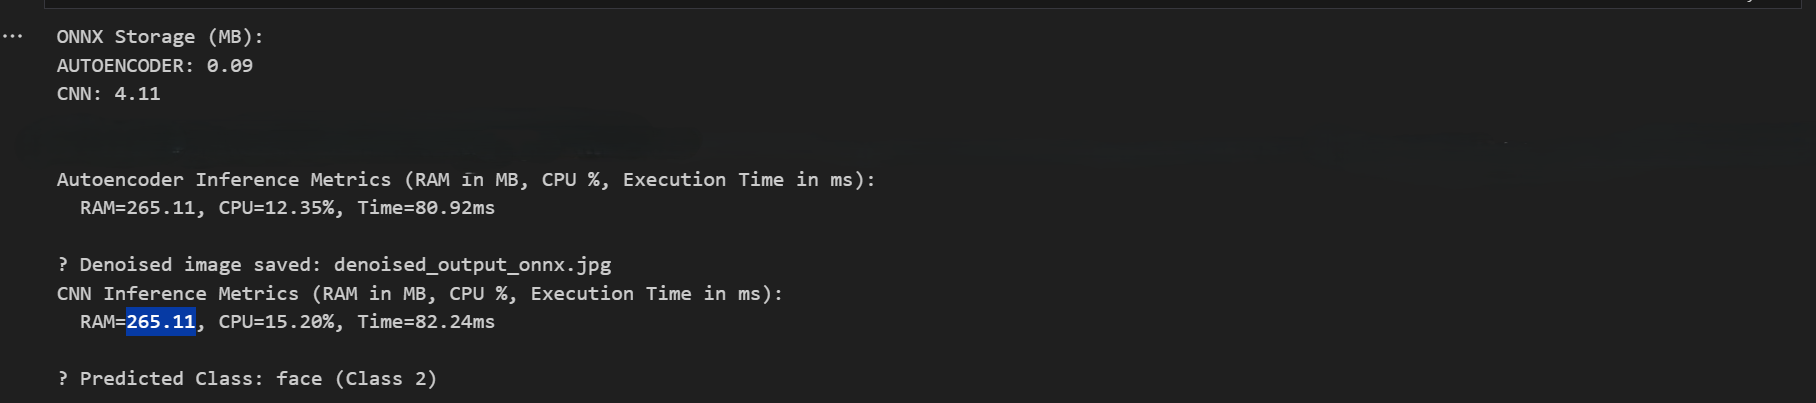 ...
ONNX Storage (MB):
AUTOENCODER: 0.09
CNN: 4.11
Autoencoder Inference Metrics (RAM in MB, CPU %, Execution Time in ms):
RAM=265.11, CPU=12.35%, Time=80.92ms
? Denoised image saved: denoised_output_onnx.jpg
CNN Inference Metrics (RAM in MB, CPU %, Execution Time in ms):
RAM=265.11, CPU=15.20%, Time=82.24ms
? Predicted Class: face (Class 2)